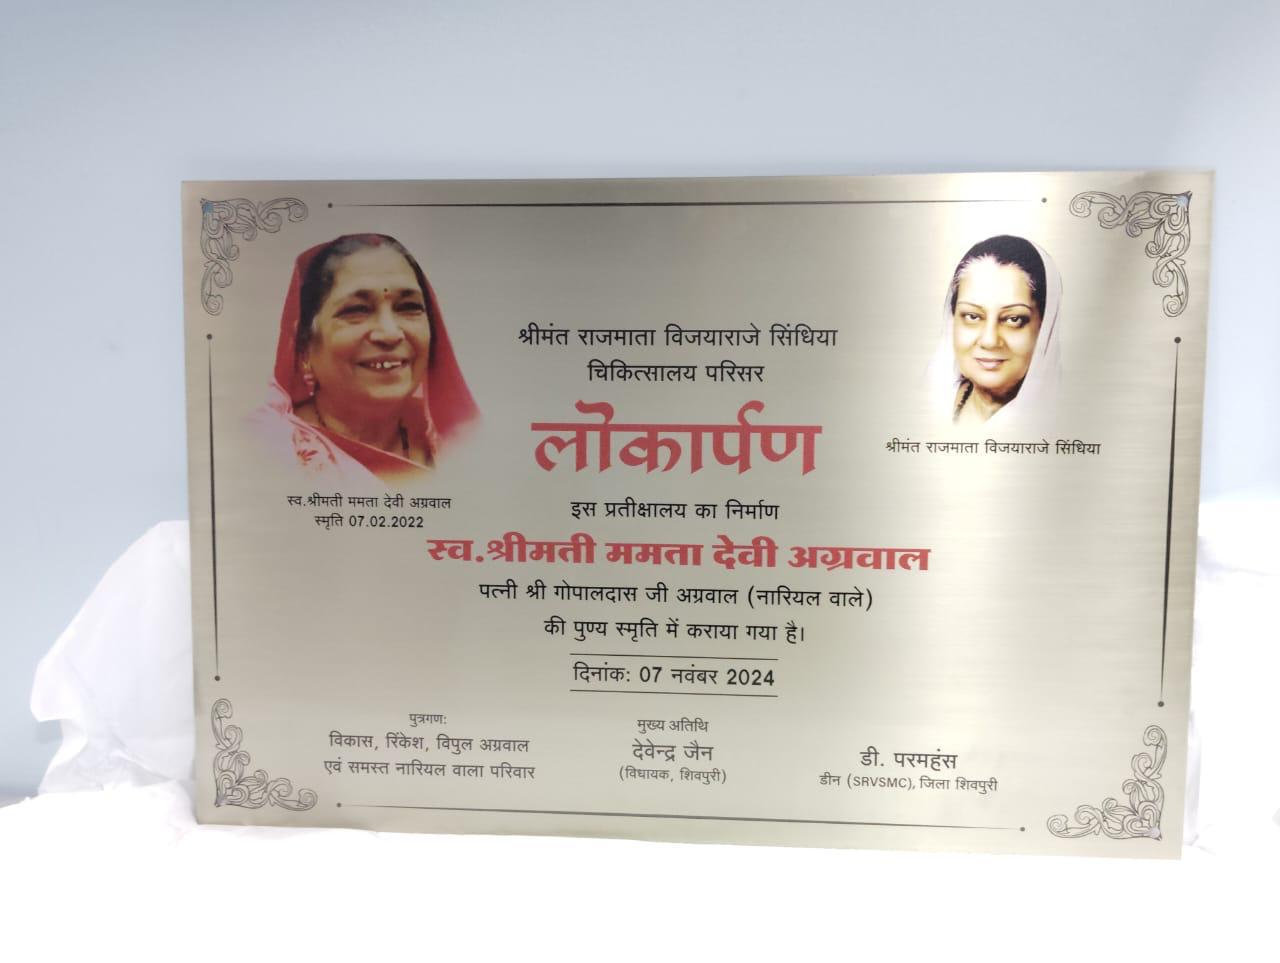 श्रीमंत राजमाता विजयाराजे सिंधिया
चिकित्सालय परिसर
लोकार्पण
श्रीमंत राजमाता विजयाराजे सिंधिया
स्व.श्रीमती ममता देवी अग्रवाल
स्मृति 07.02.2022
इस प्रतीक्षालय का निर्माण
स्व.श्रीमती ममता देवी अग्रवाल
पत्नी श्री गोपालदास जी अग्रवाल (नारियल वाले)
की पुण्य स्मृति में कराया गया है।
दिनांक: 07 नवंबर 2024
पुत्रगण:
विकास, रिंकेश, विपुल अग्रवाल
एवं समस्त नारियल वाला परिवार
मुख्य अतिथि
देवेन्द्र जैन
(विधायक, शिवपुरी)
डी. परमहंस
डीन (SRVSMC), जिला शिवपुरी